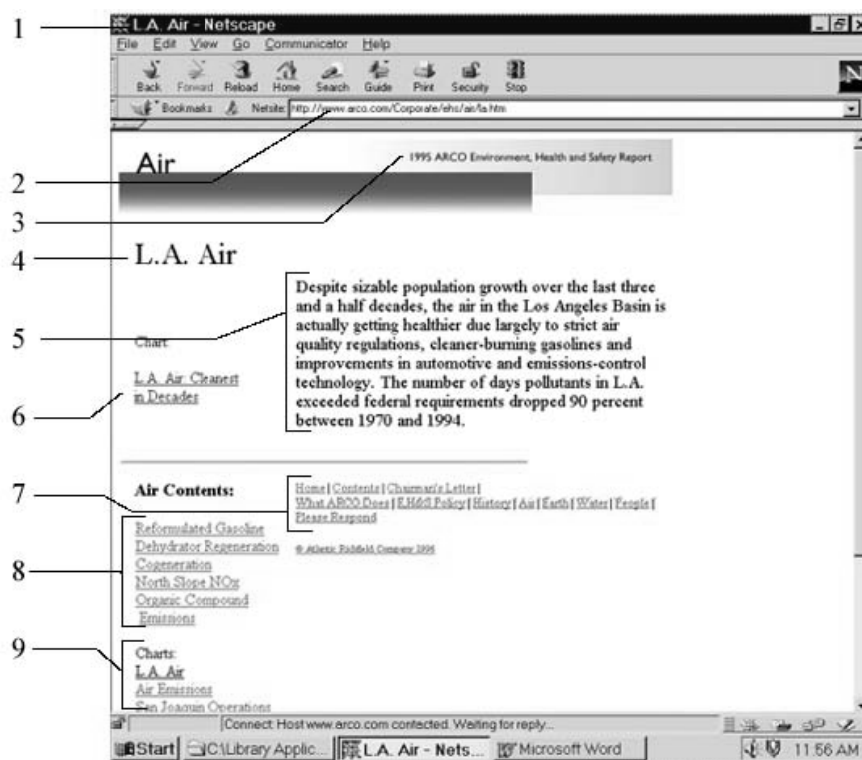 1
L.A. Air - Netscape
File Edit View Go Communicator Help
Back Forward Reload Home Search Guide Print Security Stop
N
Bookmarks Netsite: http://www.arco.com/Corporate/ehs/air/la.htm
2
3
Air
1995 ARCO Environment, Health and Safety Report
4
L.A. Air
5
Despite sizable population growth over the last three
and a half decades, the air in the Los Angeles Basin is
actually getting healthier due largely to strict air
quality regulations, cleaner-burning gasolines and
improvements in automotive and emissions-control
technology. The number of days pollutants in L.A.
exceeded federal requirements dropped 90 percent
between 1970 and 1994.
Chart:
6
L.A. Air: Cleanest
in Decades
7
Air Contents:
Home | Contents | Chairman's Letter |
What ARCO Does | E,H&S Policy | History | Air | Earth | Water | People |
Please Respond
8
Reformulated Gasoline
Dehydrator Regeneration
Cogeneration
North Slope NOx
Organic Compound
Emissions
© Atlantic Richfield Company 1996
9
Charts:
L.A. Air
Air Emissions
San Joaquin Operations
Connect: Host www.arco.com contacted. Waiting for reply...
Start C:\Library Applic... L.A. Air - Nets... Microsoft Word 11:56 AM